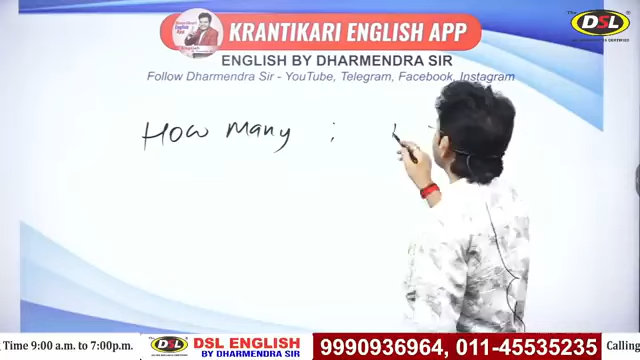 KRANTIKARI ENGLISH APP
ENGLISH BY DHARMENDRA SIR
Follow Dharmendra Sir - YouTube, Telegram, Facebook, Instagram
DSL
How Many :
Time 9:00 a.m. to 7:00p.m.
DSL
DSL ENGLISH
BY DHARMENDRA SIR
9990936964, 011-45535235
Calling